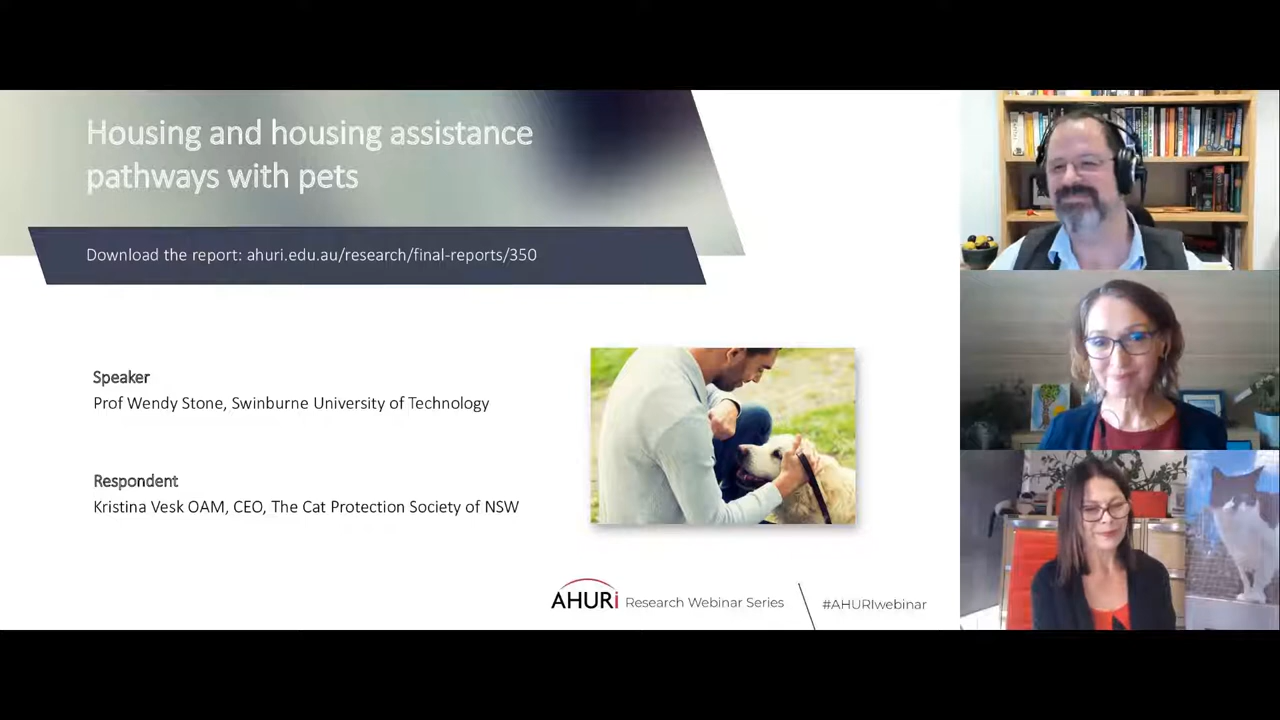 Housing and housing assistance
pathways with pets
Download the report: ahuri.edu.au/research/final-reports/350
Speaker
Prof Wendy Stone, Swinburne University of Technology
Respondent
Kristina Vesk OAM, CEO, The Cat Protection Society of NSW
AHURI Research Webinar Series
#AHURIwebinar